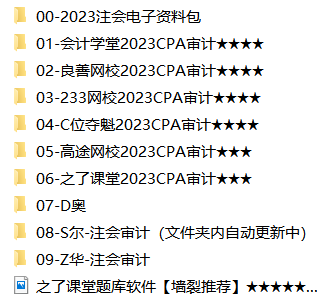 00-2023注会电子资料包
01-会计学堂2023CPA审计★★★★
02-良善网校2023CPA审计★★★★
03-233网校2023CPA审计★★★★
04-C位夺魁2023CPA审计★★★★
05-高途网校2023CPA审计★★★
06-之了课堂2023CPA审计★★★
07-D奥
08-S尔-注会审计（文件夹内自动更新中）
09-Z华-注会审计
之了课堂题库软件【墙裂推荐】★★★★★...